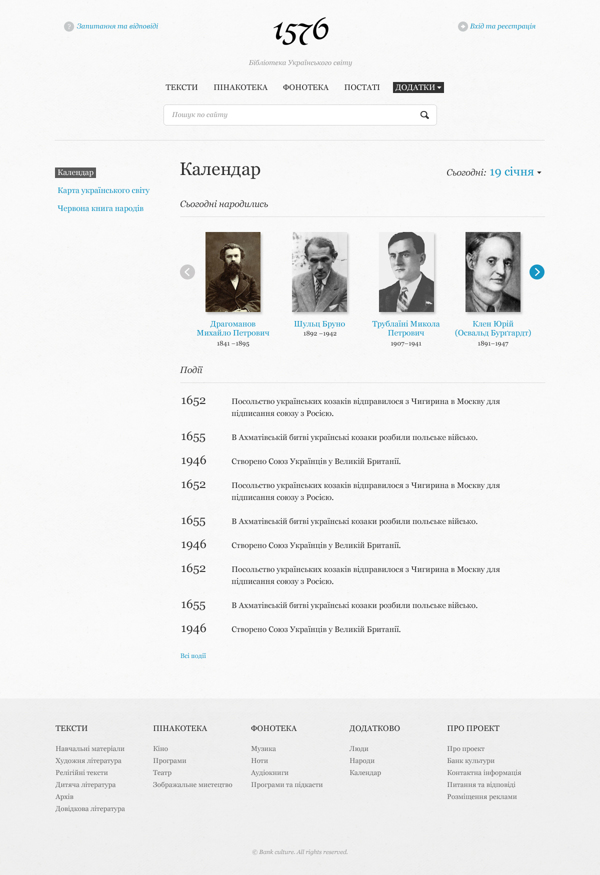 Запитання та відповіді
1576
Вхід та реєстрація
Бібліотека Українського світу
ТЕКСТИ ПІНАКОТЕКА ФОНОТЕКА ПОСТАТІ ДОДАТКИ
Пошук по сайту
Календар
Карта українського світу
Червона книга народів
Календар
Сьогодні: 19 січня
Сьогодні народились
Драгоманов
Михайло Петрович
1841 –1895
Шульц Бруно
1892 –1942
Трублаїні Микола
Петрович
1907–1941
Клен Юрій
(Освальд Бурґгардт)
1891–1947
Події
1652 Посольство українських козаків відправилося з Чигирина в Москву для
підписання союзу з Росією.
1655 В Ахматівській битві українські козаки розбили польське військо.
1946 Створено Союз Українців у Великій Британії.
1652 Посольство українських козаків відправилося з Чигирина в Москву для
підписання союзу з Росією.
1655 В Ахматівській битві українські козаки розбили польське військо.
1946 Створено Союз Українців у Великій Британії.
1652 Посольство українських козаків відправилося з Чигирина в Москву для
підписання союзу з Росією.
1655 В Ахматівській битві українські козаки розбили польське військо.
1946 Створено Союз Українців у Великій Британії.
Всі події
ТЕКСТИ
Навчальні матеріали
Художня література
Релігійні тексти
Дитяча література
Архів
Довідкова література
ПІНАКОТЕКА
Кіно
Програми
Театр
Зображальне мистецтво
ФОНОТЕКА
Музика
Ноти
Аудіокниги
Програми та підкасти
ДОДАТКОВО
Люди
Народи
Календар
ПРО ПРОЕКТ
Про проект
Банк культури
Контактна інформація
Питання та відповіді
Розміщення реклами
© Bank culture. All rights reserved.